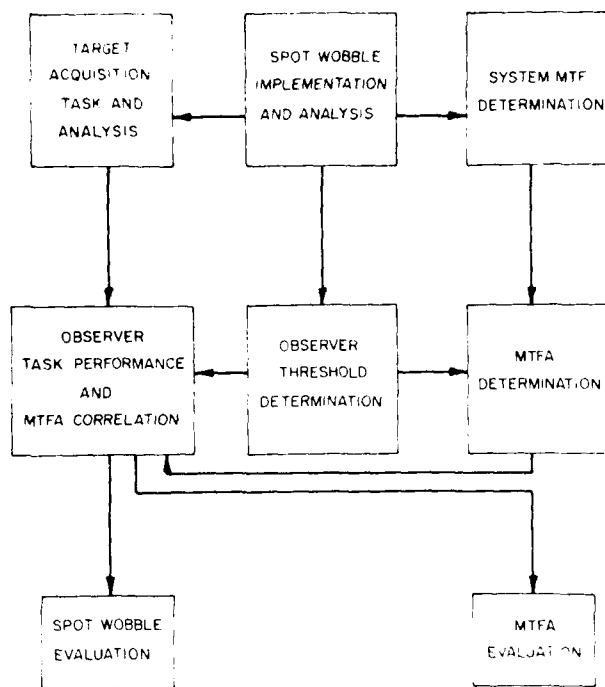 TARGET
ACQUISITION
TASK AND
ANALYSIS
SPOT WOBBLE
IMPLEMENTATION
AND ANALYSIS
SYSTEM MTF
DETERMINATION
OBSERVER
TASK PERFORMANCE
AND
MTFA CORRELATION
OBSERVER
THRESHOLD
DETERMINATION
MTFA
DETERMINATION
SPOT WOBBLE
EVALUATION
MTFA
EVALUATION